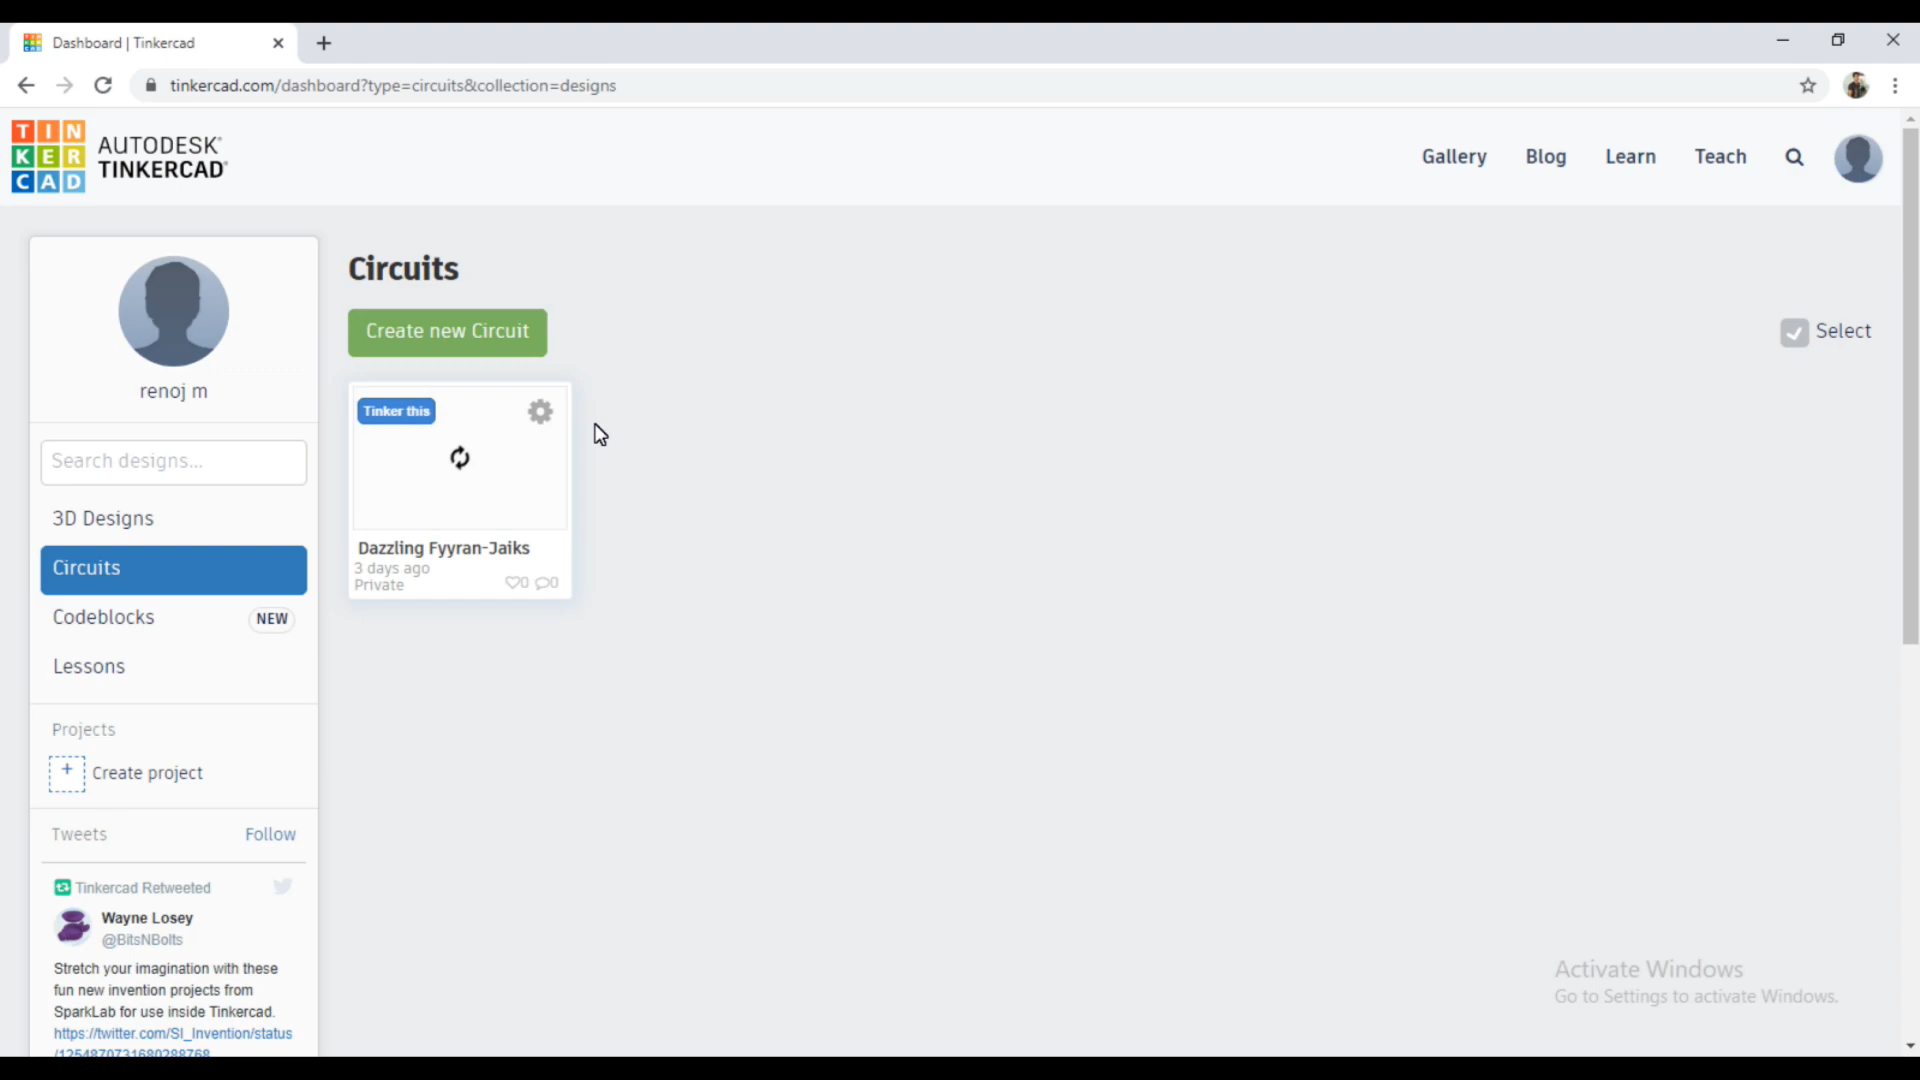 Dashboard | Tinkercad
tinkercad.com/dashboard?type=circuits&collection=designs
TIN
KER
CAD
AUTODESK®
TINKERCAD®
Gallery
Blog
Learn
Teach
renoj m
Search designs...
3D Designs
Circuits
Codeblocks
NEW
Lessons
Projects
+ Create project
Tweets
Follow
Tinkercad Retweeted
Wayne Losey
@BitsNBolts
Stretch your imagination with these
fun new invention projects from
SparkLab for use inside Tinkercad.
https://twitter.com/SI_Invention/status
/1254870731680288768
Circuits
Create new Circuit
Select
Tinker this
Dazzling Fyyran-Jaiks
3 days ago
Private
0 0
Activate Windows
Go to Settings to activate Windows.